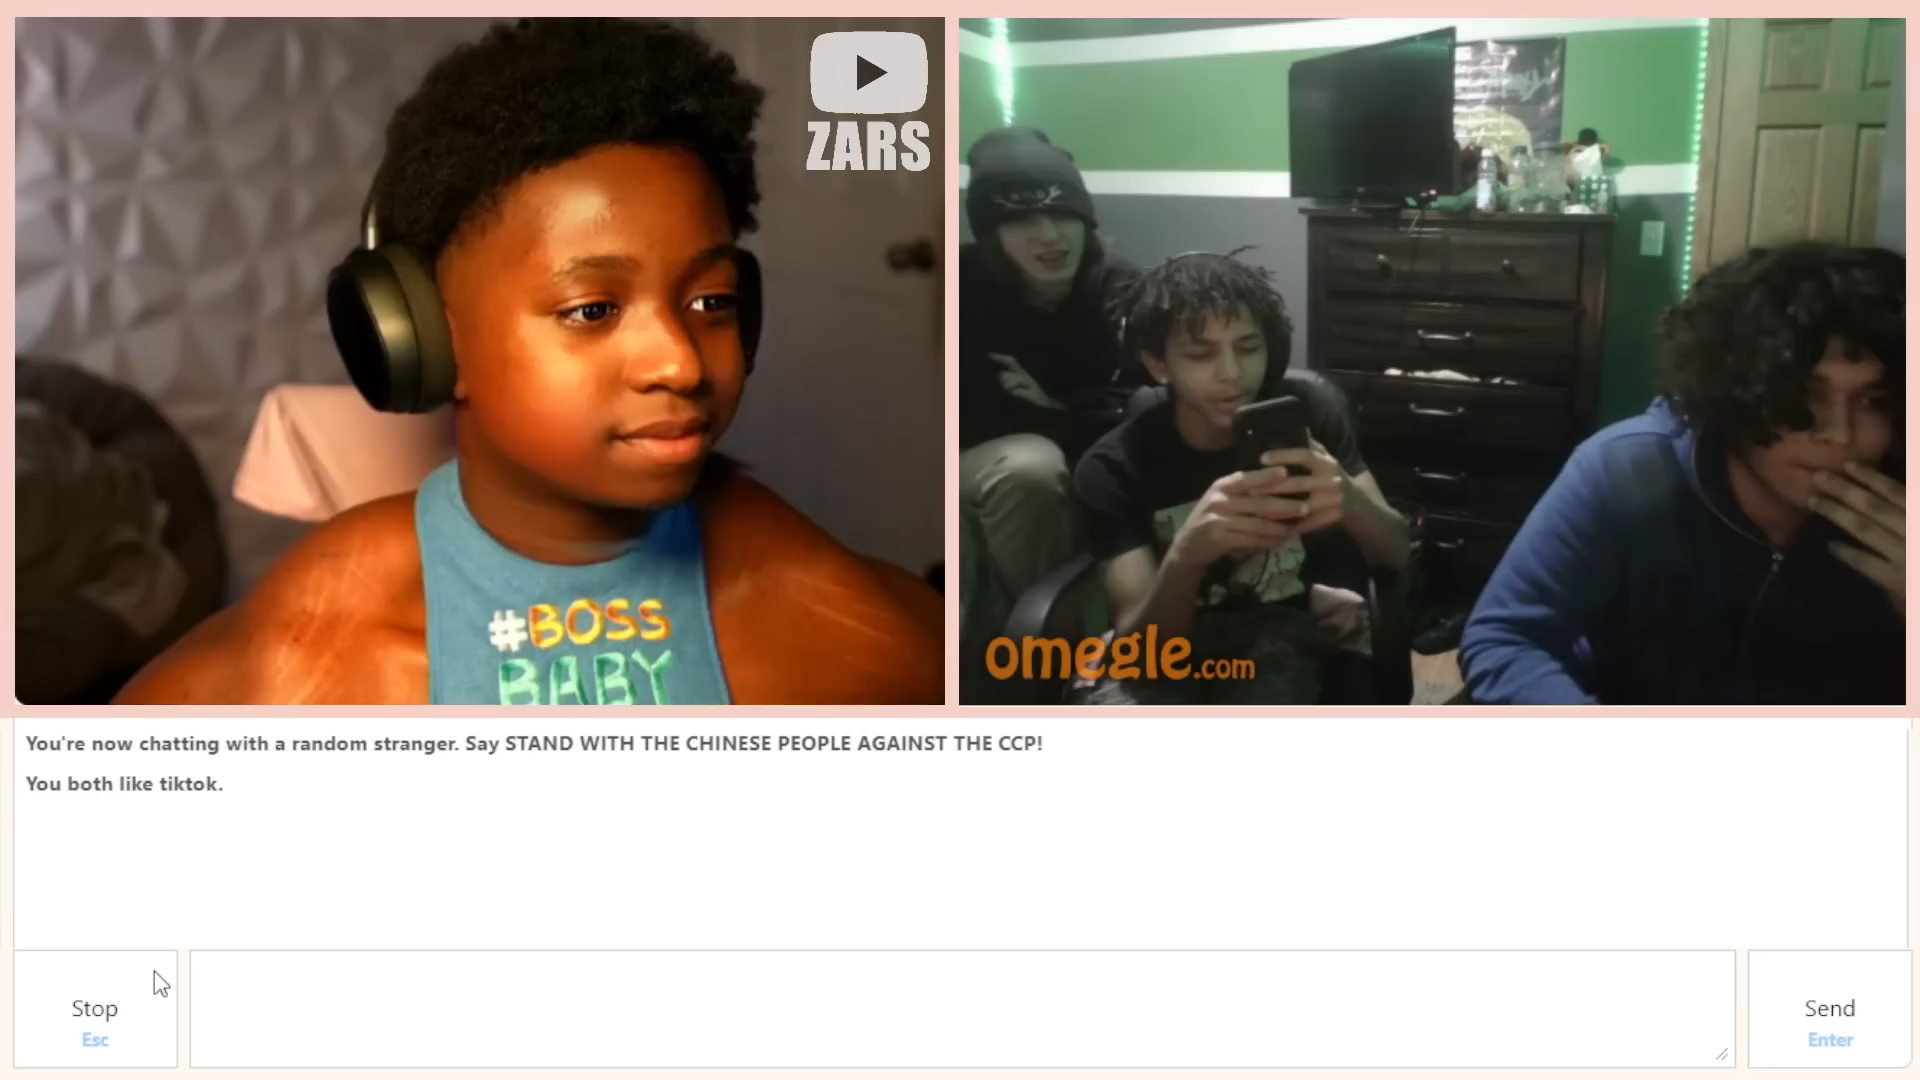 ZARS
#BOSS
BABY
omegle.com
You're now chatting with a random stranger. Say STAND WITH THE CHINESE PEOPLE AGAINST THE CCP!
You both like tiktok.
Stop
Esc
Send
Enter